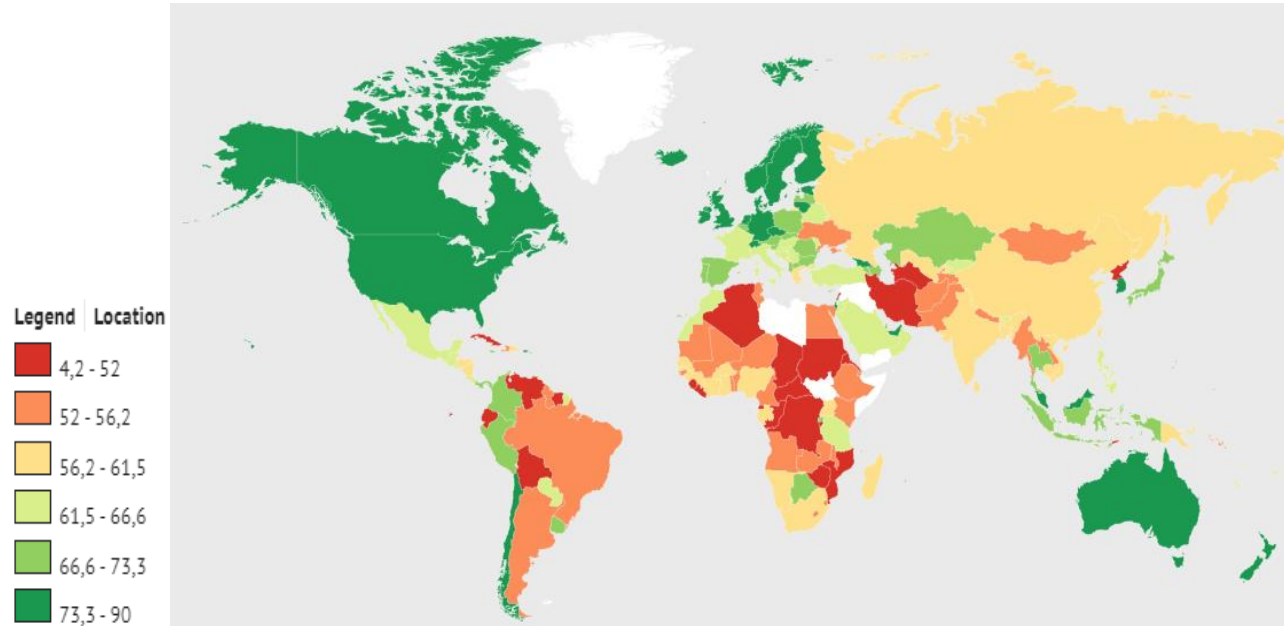 Legend Location
4,2 - 52
52 - 56,2
56,2 - 61,5
61,5 - 66,6
66,6 - 73,3
73,3 - 90